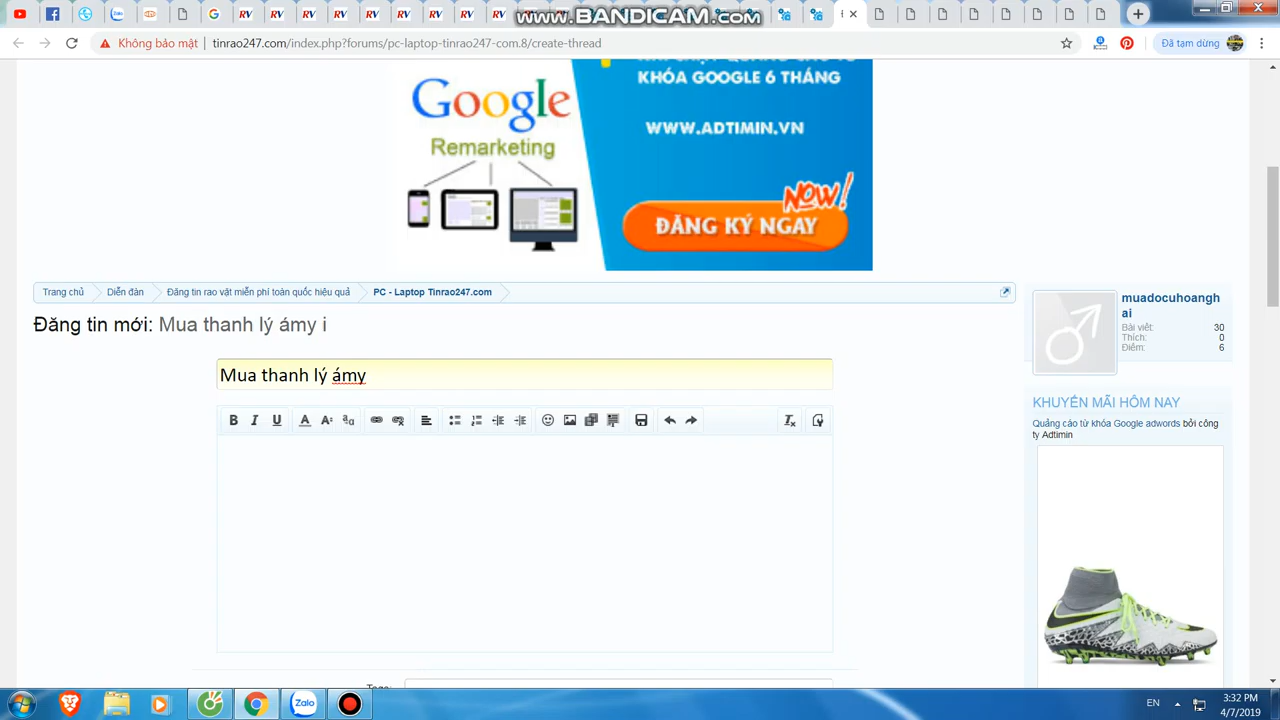 www.BANDICAM.com
Không bảo mật
tinrao247.com/index.php?forums/pc-laptop-tinrao247-com.8/create-thread
Đã tạm dừng
KHÓA GOOGLE 6 THÁNG
Google
Remarketing
WWW.ADTIMIN.VN
NOW!
ĐĂNG KÝ NGAY
Trang chủ
Diễn đàn
Đăng tin rao vặt miễn phí toàn quốc hiệu quả
PC - Laptop Tinrao247.com
Đăng tin mới: Mua thanh lý ámy i
Mua thanh lý ámy
muadocuhoangh
ai
Bài viết: 30
Thích: 0
Điểm: 6
KHUYẾN MÃI HÔM NAY
Quảng cáo từ khóa Google adwords bởi công
ty Adtimin
Zalo
EN
3:32 PM
4/7/2019